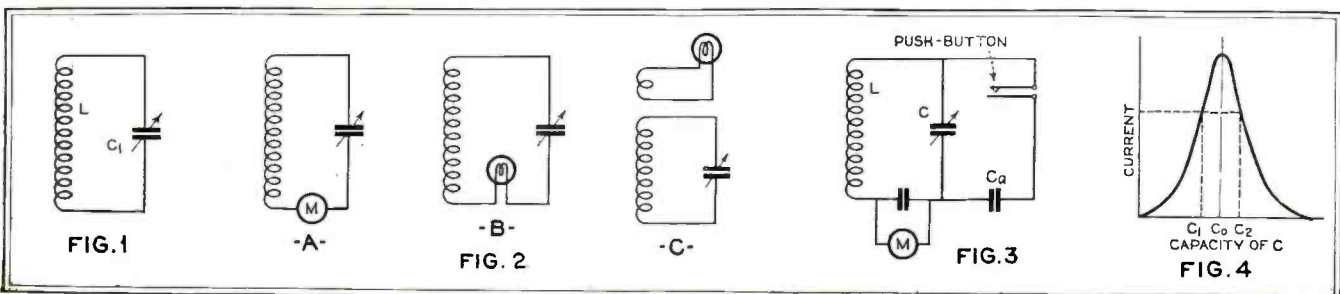 L
C1
FIG.1
M
-A-
-B-
FIG. 2
-C-
PUSH-BUTTON
L
C
Ca
M
FIG.3
CURRENT
C1 C0 C2
CAPACITY OF C
FIG. 4